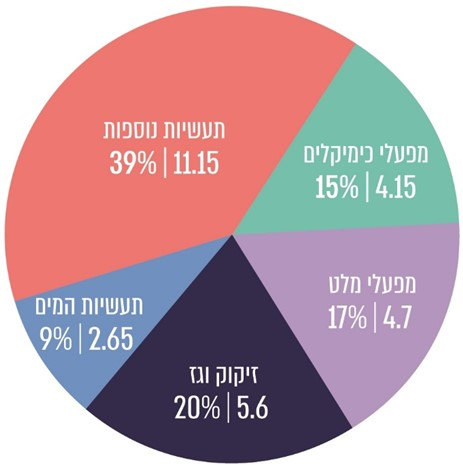 תעשיות נוספות
39% | 11.15
מפעלי כימיקלים
15% | 4.15
מפעלי מלט
17% | 4.7
תעשיות המים
9% | 2.65
זיקוק וגז
20% | 5.6